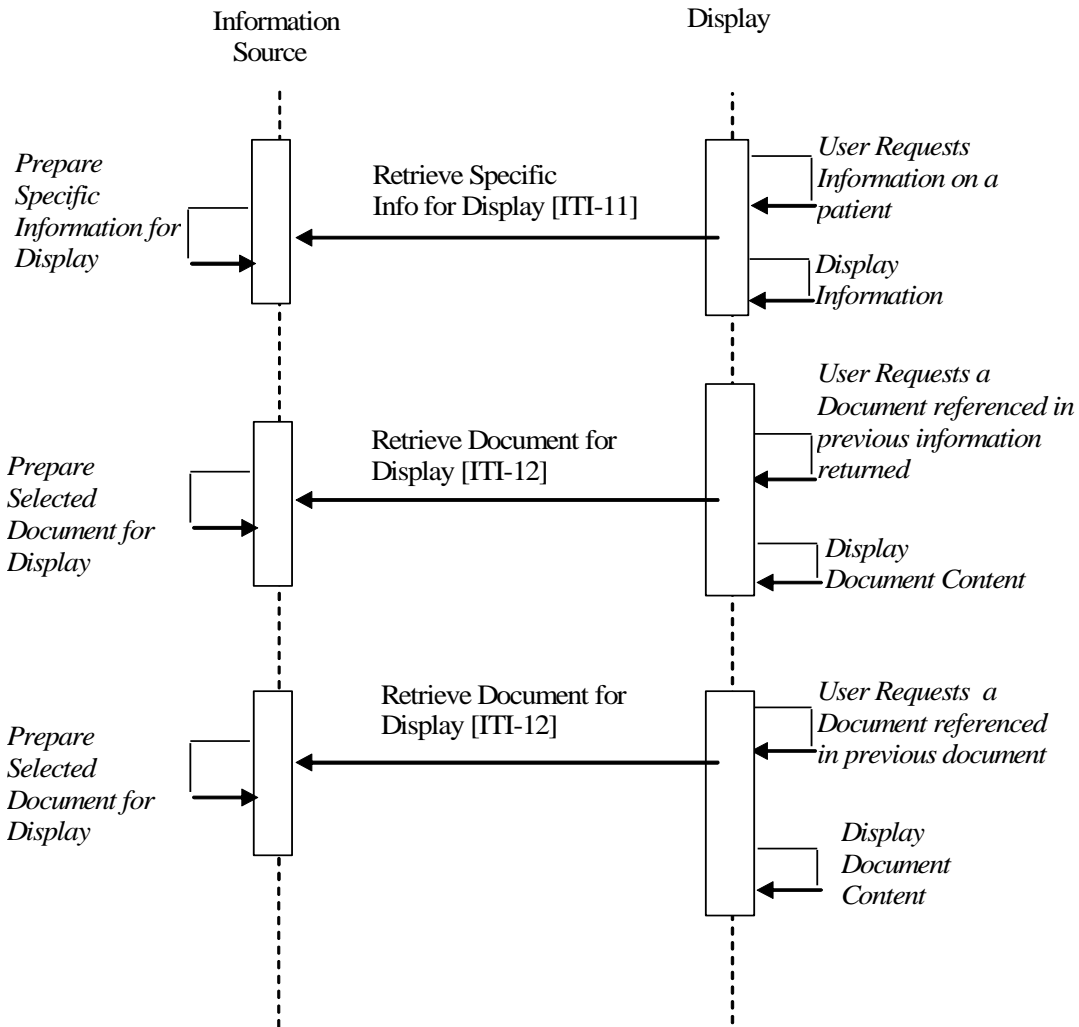 Information
Source
Display
Prepare
Specific
Information for
Display
Retrieve Specific
Info for Display [ITI-11]
User Requests
Information on a
patient
Display
Information
Prepare
Selected
Document for
Display
Retrieve Document for
Display [ITI-12]
User Requests a
Document referenced in
previous information
returned
Display
Document Content
Prepare
Selected
Document for
Display
Retrieve Document for
Display [ITI-12]
User Requests  a
Document referenced
in previous document
Display
Document
Content